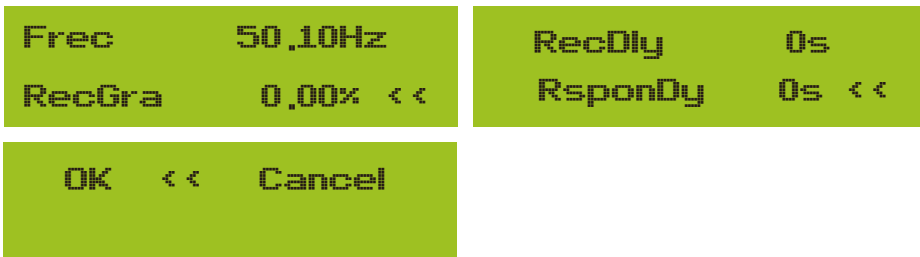 Frec 50.10Hz
RecGra 0.00% <<
RecDly 0s
RsponDy 0s <<
OK << Cancel